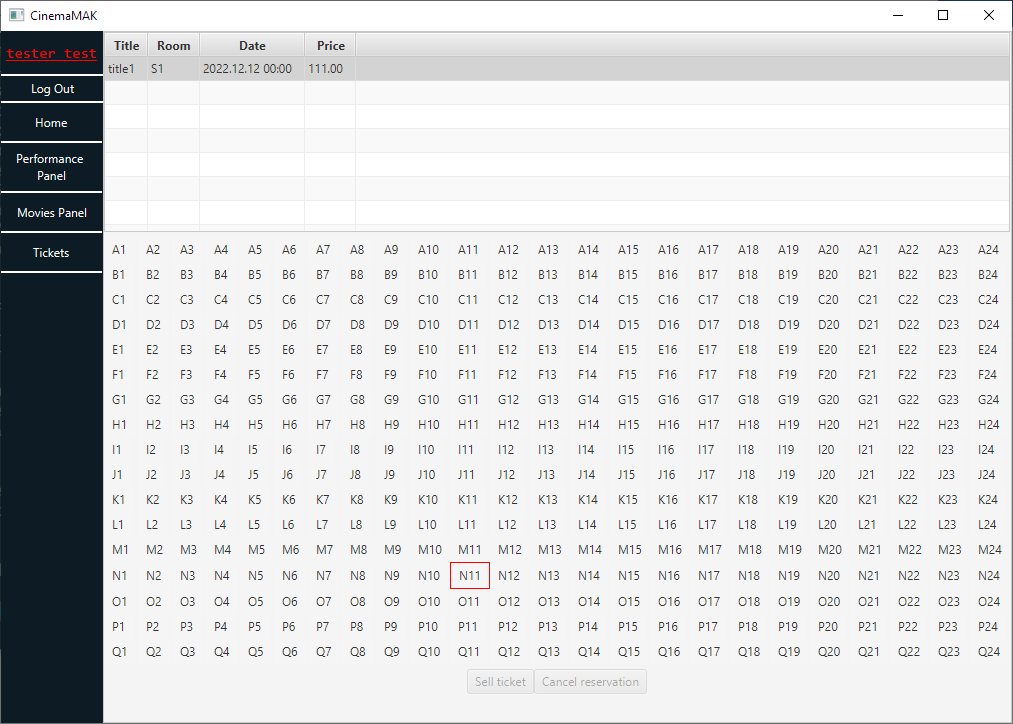 CinemaMAK
tester test
Log Out
Home
Performance
Panel
Movies Panel
Tickets
Title Room Date Price
title1 S1 2022.12.12 00:00 111.00
A1 A2 A3 A4 A5 A6 A7 A8 A9 A10 A11 A12 A13 A14 A15 A16 A17 A18 A19 A20 A21 A22 A23 A24
B1 B2 B3 B4 B5 B6 B7 B8 B9 B10 B11 B12 B13 B14 B15 B16 B17 B18 B19 B20 B21 B22 B23 B24
C1 C2 C3 C4 C5 C6 C7 C8 C9 C10 C11 C12 C13 C14 C15 C16 C17 C18 C19 C20 C21 C22 C23 C24
D1 D2 D3 D4 D5 D6 D7 D8 D9 D10 D11 D12 D13 D14 D15 D16 D17 D18 D19 D20 D21 D22 D23 D24
E1 E2 E3 E4 E5 E6 E7 E8 E9 E10 E11 E12 E13 E14 E15 E16 E17 E18 E19 E20 E21 E22 E23 E24
F1 F2 F3 F4 F5 F6 F7 F8 F9 F10 F11 F12 F13 F14 F15 F16 F17 F18 F19 F20 F21 F22 F23 F24
G1 G2 G3 G4 G5 G6 G7 G8 G9 G10 G11 G12 G13 G14 G15 G16 G17 G18 G19 G20 G21 G22 G23 G24
H1 H2 H3 H4 H5 H6 H7 H8 H9 H10 H11 H12 H13 H14 H15 H16 H17 H18 H19 H20 H21 H22 H23 H24
I1 I2 I3 I4 I5 I6 I7 I8 I9 I10 I11 I12 I13 I14 I15 I16 I17 I18 I19 I20 I21 I22 I23 I24
J1 J2 J3 J4 J5 J6 J7 J8 J9 J10 J11 J12 J13 J14 J15 J16 J17 J18 J19 J20 J21 J22 J23 J24
K1 K2 K3 K4 K5 K6 K7 K8 K9 K10 K11 K12 K13 K14 K15 K16 K17 K18 K19 K20 K21 K22 K23 K24
L1 L2 L3 L4 L5 L6 L7 L8 L9 L10 L11 L12 L13 L14 L15 L16 L17 L18 L19 L20 L21 L22 L23 L24
M1 M2 M3 M4 M5 M6 M7 M8 M9 M10 M11 M12 M13 M14 M15 M16 M17 M18 M19 M20 M21 M22 M23 M24
N1 N2 N3 N4 N5 N6 N7 N8 N9 N10 N11 N12 N13 N14 N15 N16 N17 N18 N19 N20 N21 N22 N23 N24
O1 O2 O3 O4 O5 O6 O7 O8 O9 O10 O11 O12 O13 O14 O15 O16 O17 O18 O19 O20 O21 O22 O23 O24
P1 P2 P3 P4 P5 P6 P7 P8 P9 P10 P11 P12 P13 P14 P15 P16 P17 P18 P19 P20 P21 P22 P23 P24
Q1 Q2 Q3 Q4 Q5 Q6 Q7 Q8 Q9 Q10 Q11 Q12 Q13 Q14 Q15 Q16 Q17 Q18 Q19 Q20 Q21 Q22 Q23 Q24
Sell ticket Cancel reservation